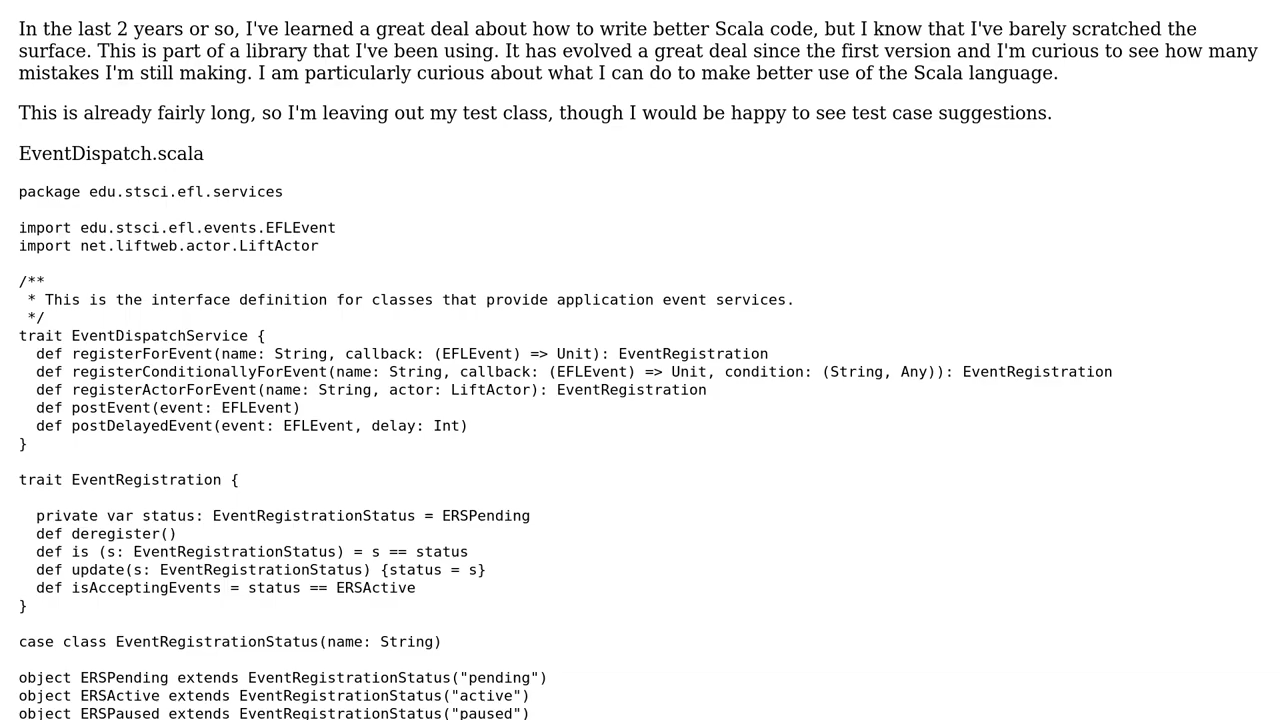 In the last 2 years or so, I've learned a great deal about how to write better Scala code, but I know that I've barely scratched the
surface. This is part of a library that I've been using. It has evolved a great deal since the first version and I'm curious to see how many
mistakes I'm still making. I am particularly curious about what I can do to make better use of the Scala language.
This is already fairly long, so I'm leaving out my test class, though I would be happy to see test case suggestions.
EventDispatch.scala
package edu.stsci.efl.services
import edu.stsci.efl.events.EFLEvent
import net.liftweb.actor.LiftActor
/**
 * This is the interface definition for classes that provide application event services.
 */
trait EventDispatchService {
  def registerForEvent(name: String, callback: (EFLEvent) => Unit): EventRegistration
  def registerConditionallyForEvent(name: String, callback: (EFLEvent) => Unit, condition: (String, Any)): EventRegistration
  def registerActorForEvent(name: String, actor: LiftActor): EventRegistration
  def postEvent(event: EFLEvent)
  def postDelayedEvent(event: EFLEvent, delay: Int)
}
trait EventRegistration {
  private var status: EventRegistrationStatus = ERSPending
  def deregister()
  def is (s: EventRegistrationStatus) = s == status
  def update(s: EventRegistrationStatus) {status = s}
  def isAcceptingEvents = status == ERSActive
}
case class EventRegistrationStatus(name: String)
object ERSPending extends EventRegistrationStatus("pending")
object ERSActive extends EventRegistrationStatus("active")
object ERSPaused extends EventRegistrationStatus("paused")